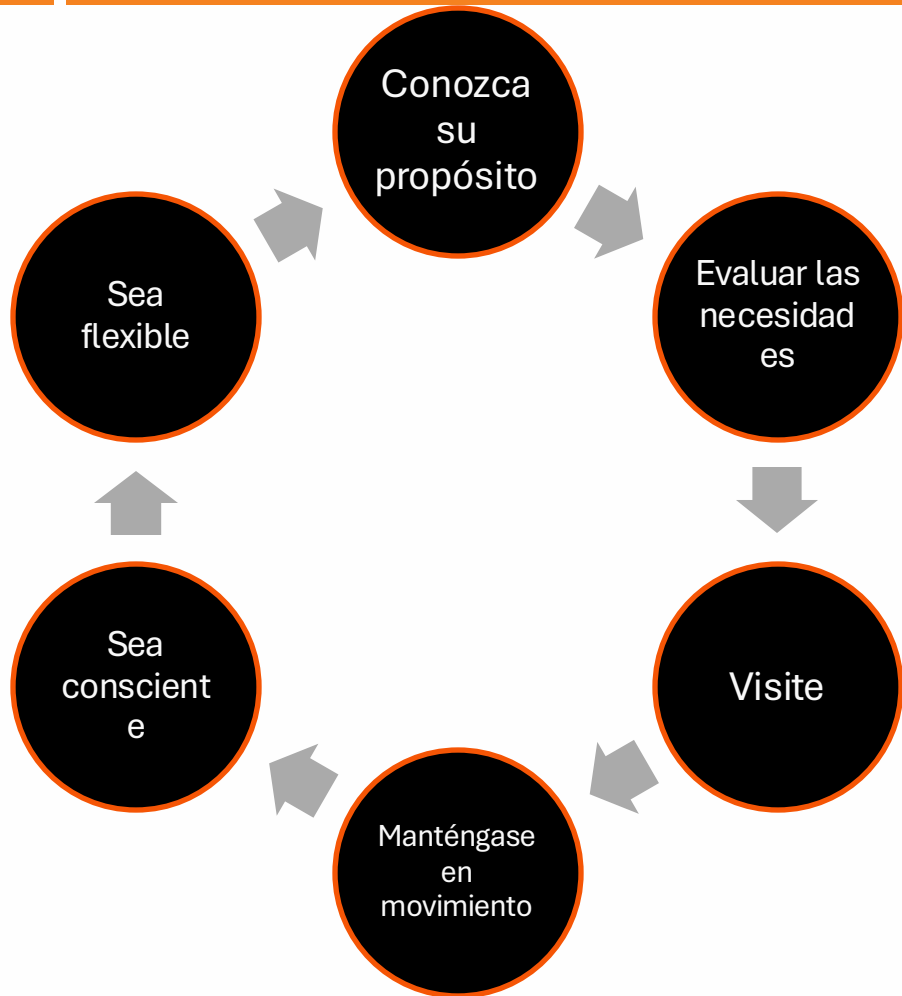 Conozca
su
propósito
Evaluar las
necesidad
es
Visite
Manténgase
en
movimiento
Sea
conscient
e
Sea
flexible